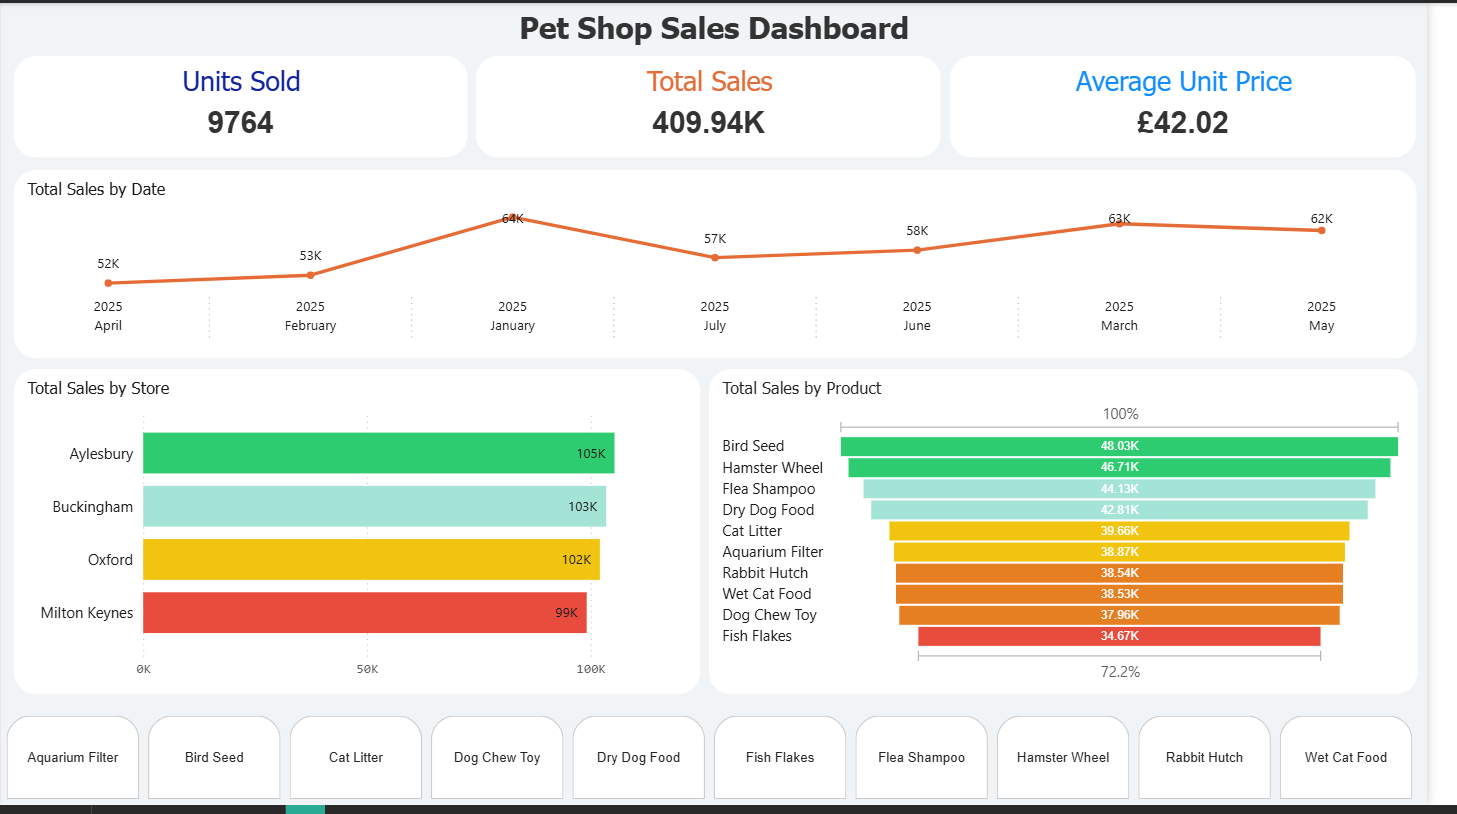 Pet Shop Sales Dashboard
Units Sold
9764
Total Sales
409.94K
Average Unit Price
£42.02
Total Sales by Date
52K
53K
64K
57K
58K
63K
62K
2025 2025 2025 2025 2025 2025 2025
April February January July June March May
Total Sales by Store
Aylesbury 105K
Buckingham 103K
Oxford 102K
Milton Keynes 99K
0K 50K 100K
Total Sales by Product
100%
Bird Seed 48.03K
Hamster Wheel 46.71K
Flea Shampoo 44.13K
Dry Dog Food 42.81K
Cat Litter 39.66K
Aquarium Filter 38.87K
Rabbit Hutch 38.54K
Wet Cat Food 38.53K
Dog Chew Toy 37.96K
Fish Flakes 34.67K
72.2%
Aquarium Filter Bird Seed Cat Litter Dog Chew Toy Dry Dog Food Fish Flakes Flea Shampoo Hamster Wheel Rabbit Hutch Wet Cat Food